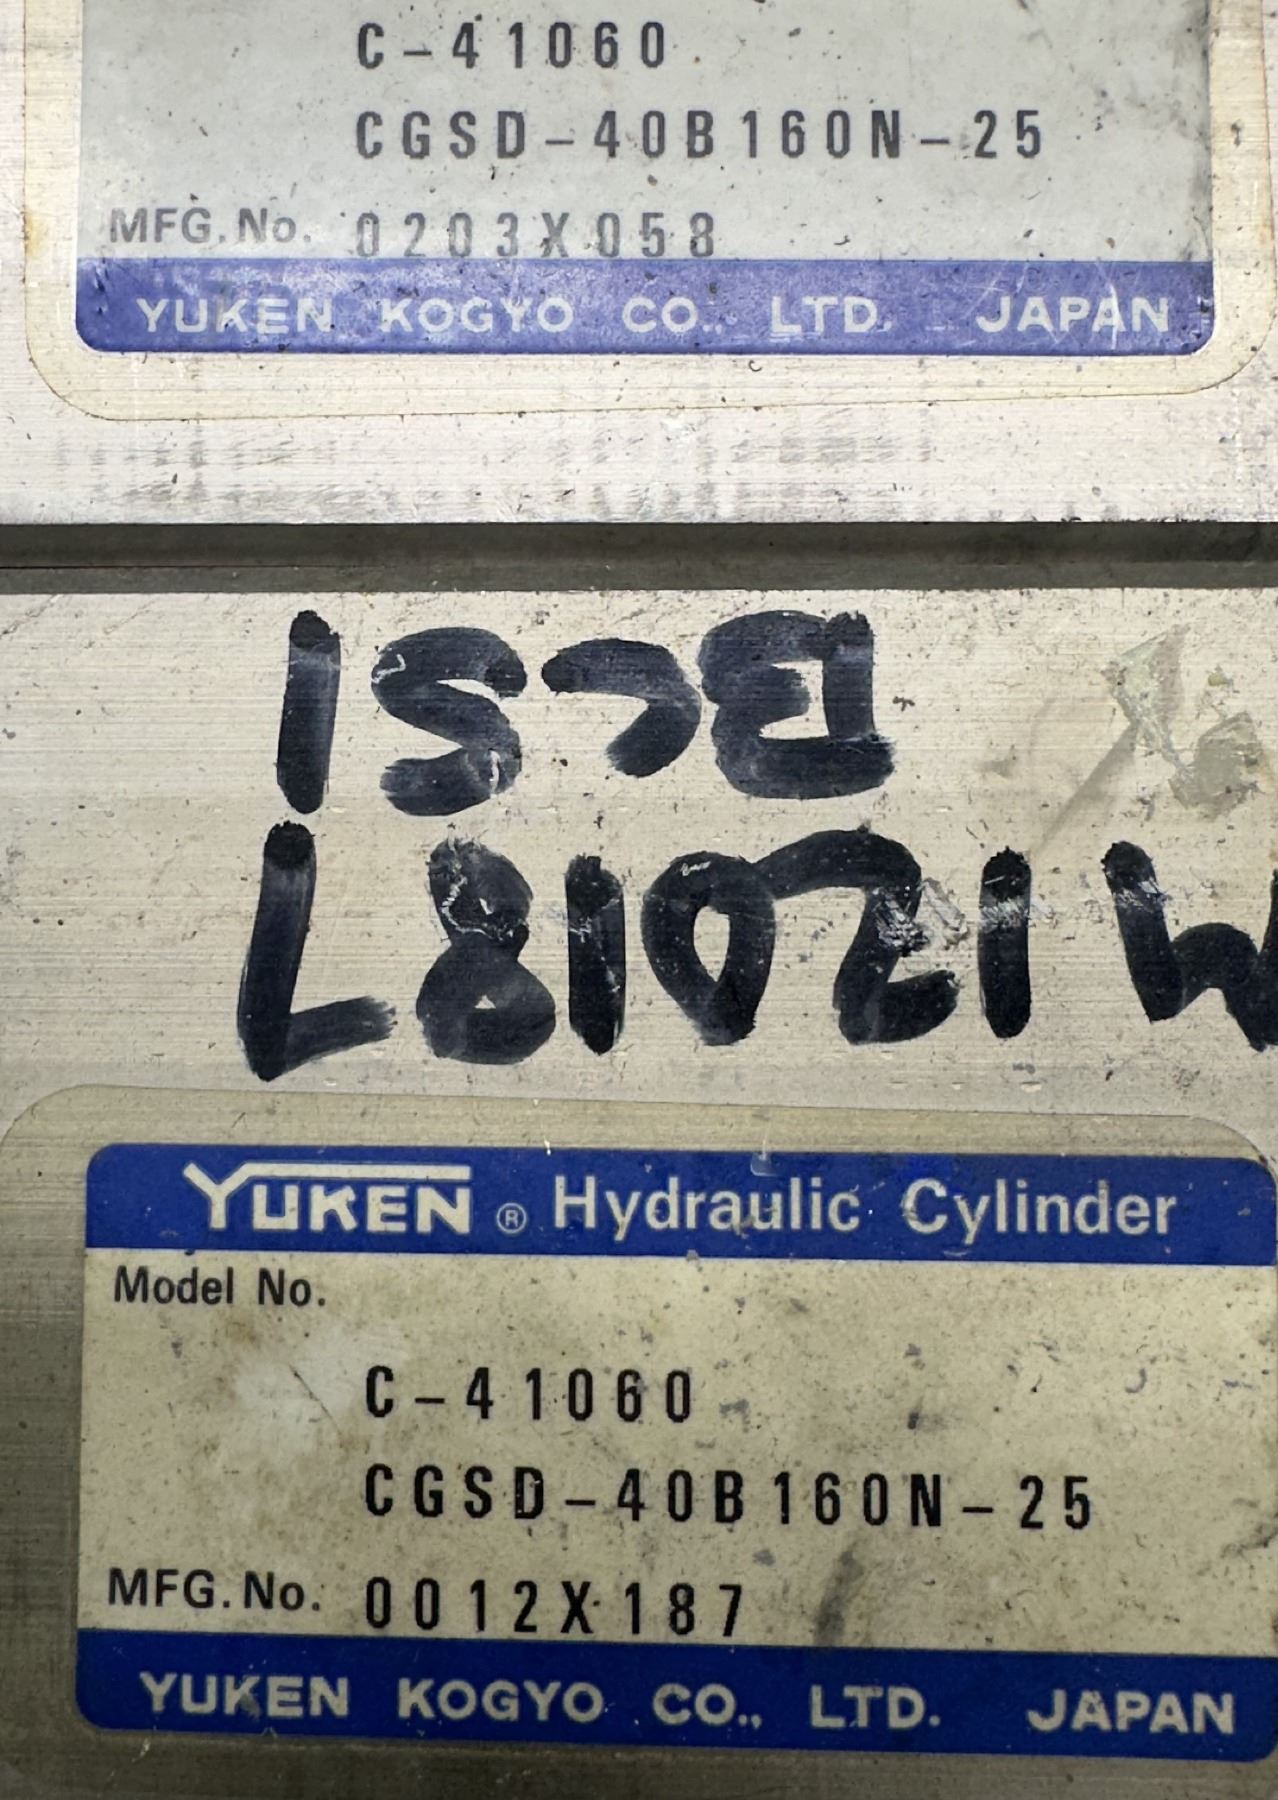 C-41060
CGSD-40B160N-25
MFG.No. 0203X058
YUKEN KOGYO CO., LTD. JAPAN
YUKEN ® Hydraulic Cylinder
Model No.
C-41060
CGSD-40B160N-25
MFG.No. 0012X187
YUKEN KOGYO CO., LTD. JAPAN